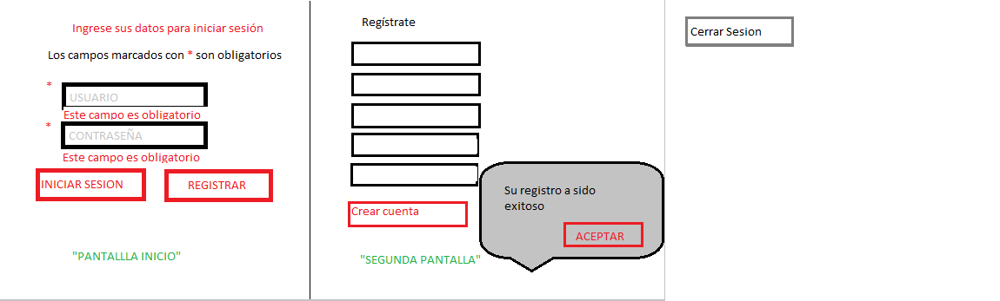 Ingrese sus datos para iniciar sesión
Los campos marcados con * son obligatorios
*
USUARIO
Este campo es obligatorio
*
CONTRASEÑA
Este campo es obligatorio
INICIAR SESION
REGISTRAR
"PANTALLLA INICIO"
Regístrate
Crear cuenta
"SEGUNDA PANTALLA"
Su registro a sido
exitoso
ACEPTAR
Cerrar Sesion